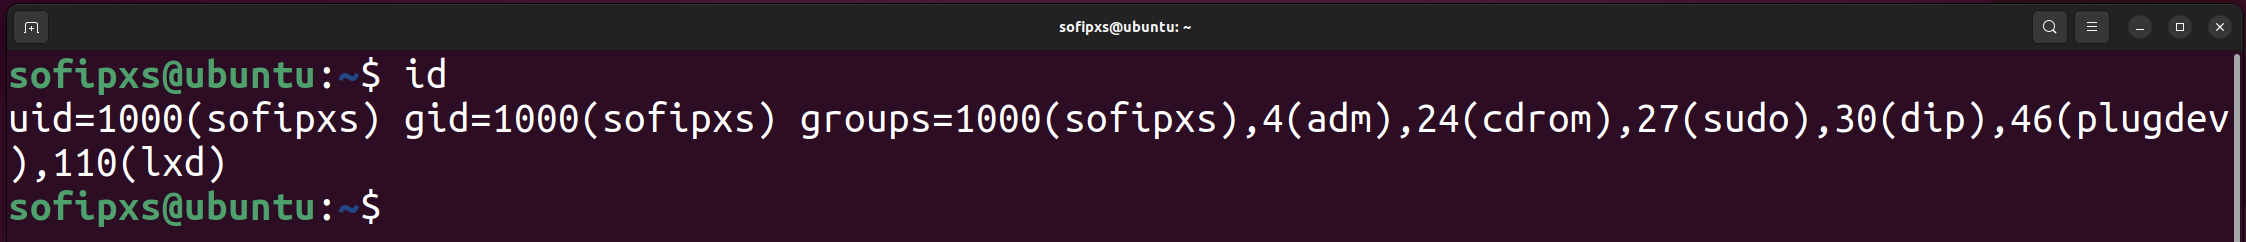 sofipxs@ubuntu: ~
sofipxs@ubuntu:~$ id
uid=1000(sofipxs) gid=1000(sofipxs) groups=1000(sofipxs),4(adm),24(cdrom),27(sudo),30(dip),46(plugdev
),110(lxd)
sofipxs@ubuntu:~$